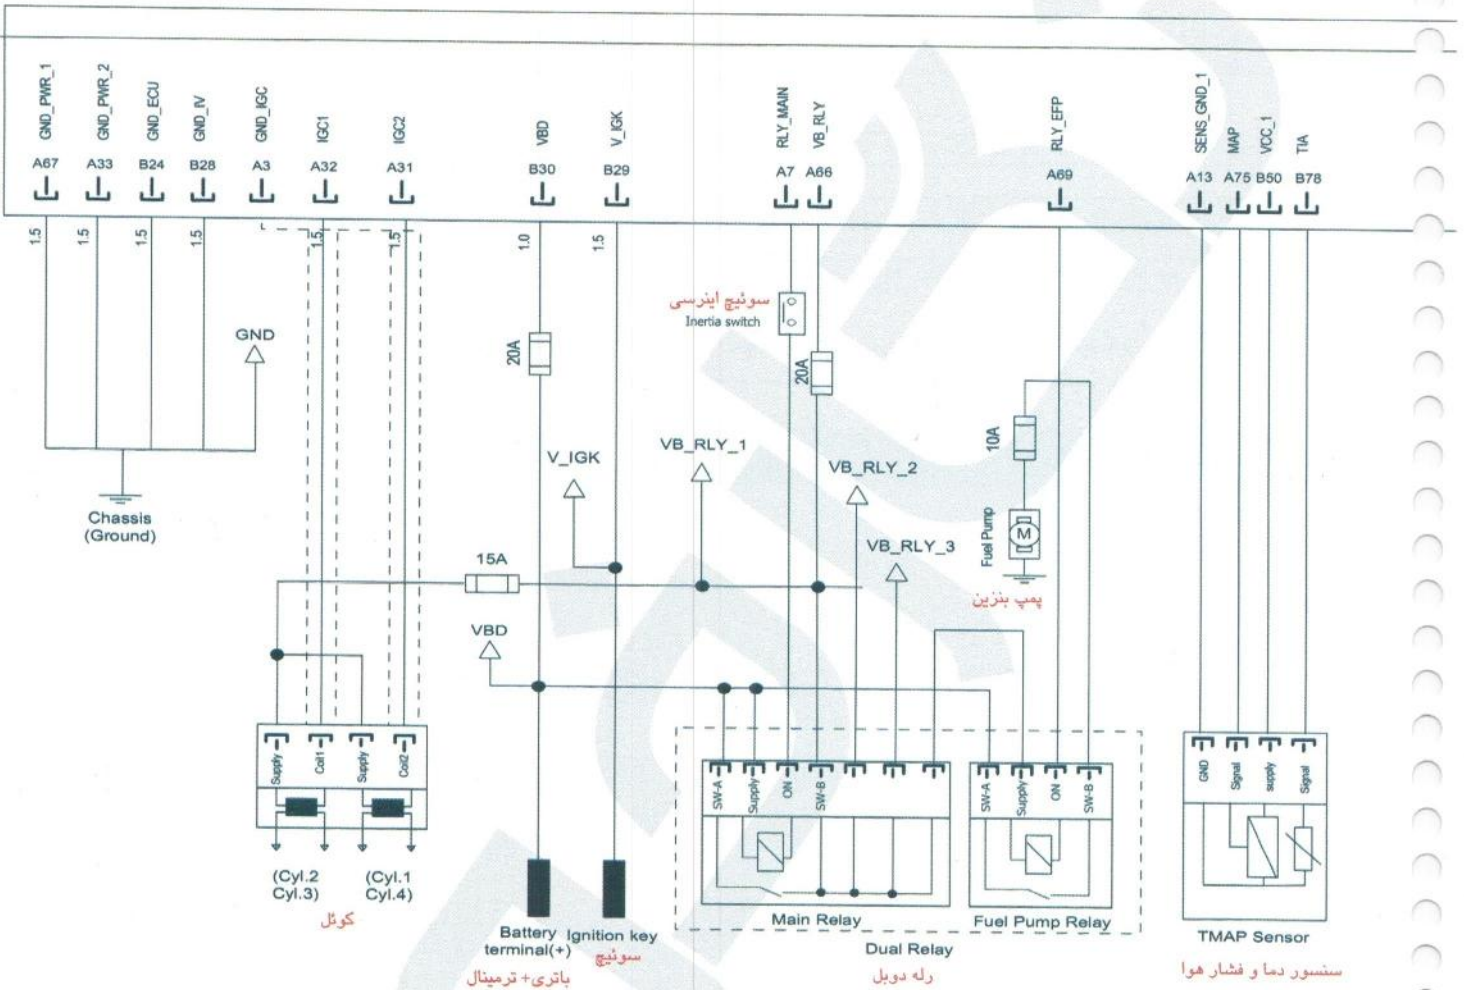 GND_PWR_1
GND_PWR_2
GND_ECU
GND_IV
GND_IGC
IGC1
IGC2
VBD
V_IGK
RLY_MAIN
VB_RLY
RLY_EFP
SENS_GND_1
MAP
VCC_1
TIA
A67
A33
B24
B28
A3
A32
A31
B30
B29
A7
A66
A69
A13
A75
B50
B78
1.5
1.5
1.5
1.5
1.5
1.5
1.0
1.5
سوئیچ اینرسی
Inertia switch
GND
20A
20A
10A
V_IGK
VB_RLY_1
VB_RLY_2
VB_RLY_3
Chassis
(Ground)
Fuel Pump
M
پمپ بنزین
15A
VBD
Supply
Coil1
Supply
Coil2
SW-A
Supply
ON
SW-B
SW-A
Supply
ON
SW-B
GND
Signal
supply
Signal
(Cyl.2
Cyl.3)
(Cyl.1
Cyl.4)
کوئل
Battery
terminal(+)
باتری+ ترمینال
Ignition key
سوئیچ
Main Relay
Fuel Pump Relay
Dual Relay
رله دوبل
TMAP Sensor
سنسور دما و فشار هوا